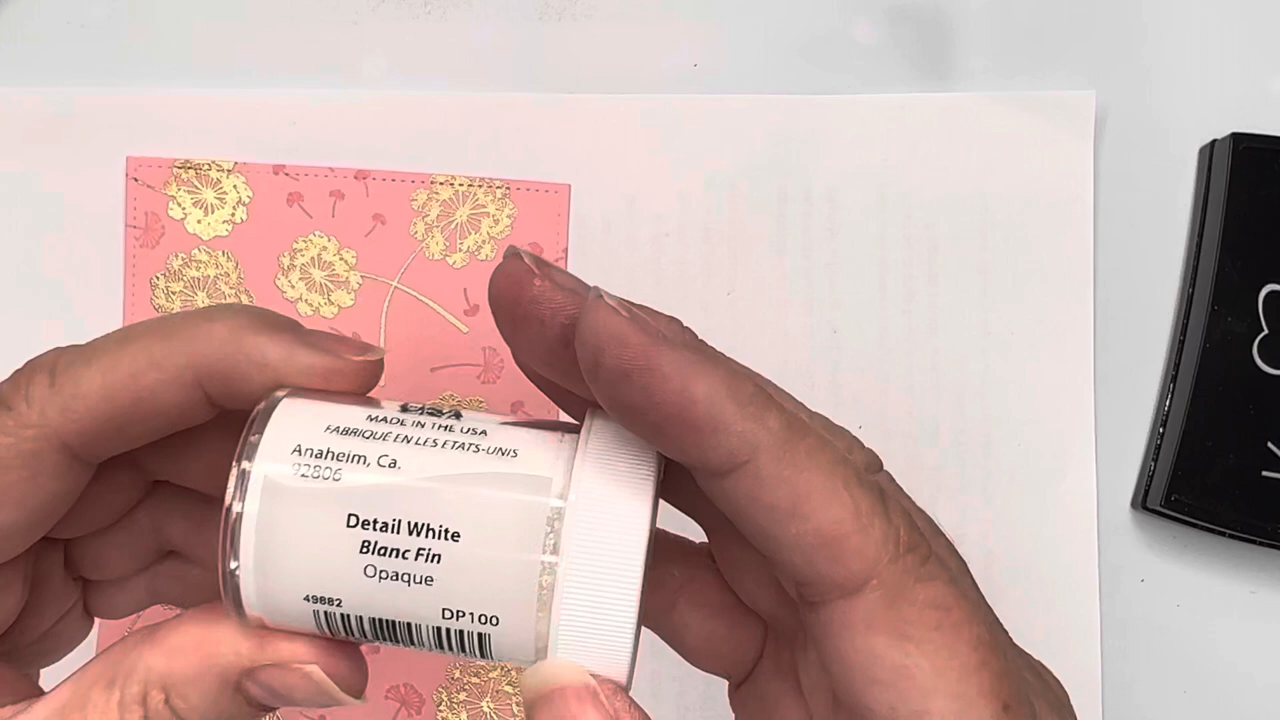 MADE IN THE USA
FABRIQUE EN LES ETATS-UNIS
Anaheim, Ca.
92806
Detail White
Blanc Fin
Opaque
49882
DP100
K